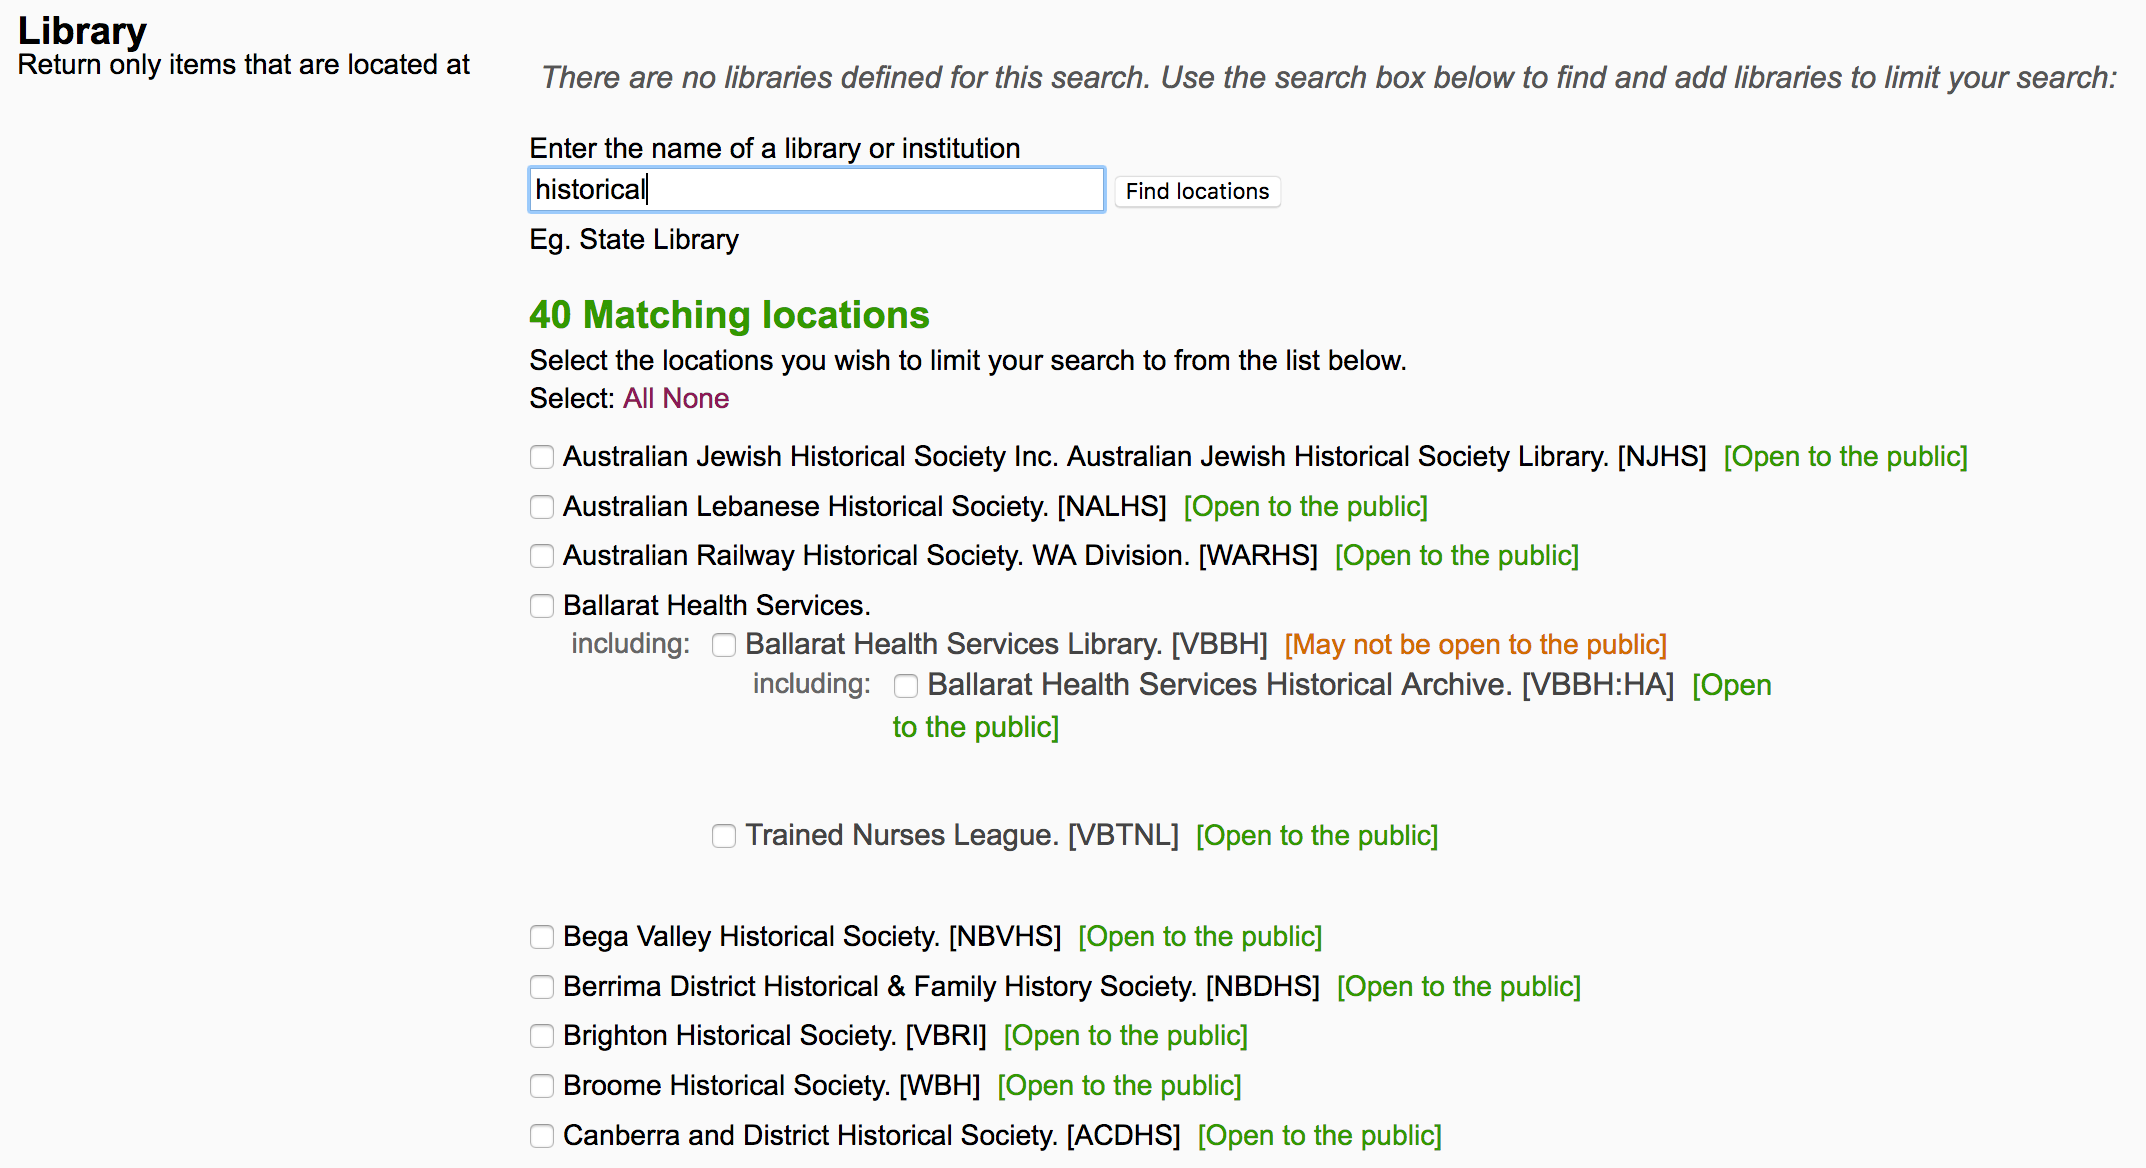 Library
Return only items that are located at
There are no libraries defined for this search. Use the search box below to find and add libraries to limit your search:
Enter the name of a library or institution
historical Find locations
Eg. State Library
40 Matching locations
Select the locations you wish to limit your search to from the list below.
Select: All None
Australian Jewish Historical Society Inc. Australian Jewish Historical Society Library. [NJHS] [Open to the public]
Australian Lebanese Historical Society. [NALHS] [Open to the public]
Australian Railway Historical Society. WA Division. [WARHS] [Open to the public]
Ballarat Health Services.
including: Ballarat Health Services Library. [VBBH] [May not be open to the public]
including: Ballarat Health Services Historical Archive. [VBBH:HA] [Open
to the public]
Trained Nurses League. [VBTNL] [Open to the public]
Bega Valley Historical Society. [NBVHS] [Open to the public]
Berrima District Historical & Family History Society. [NBDHS] [Open to the public]
Brighton Historical Society. [VBRI] [Open to the public]
Broome Historical Society. [WBH] [Open to the public]
Canberra and District Historical Society. [ACDHS] [Open to the public]